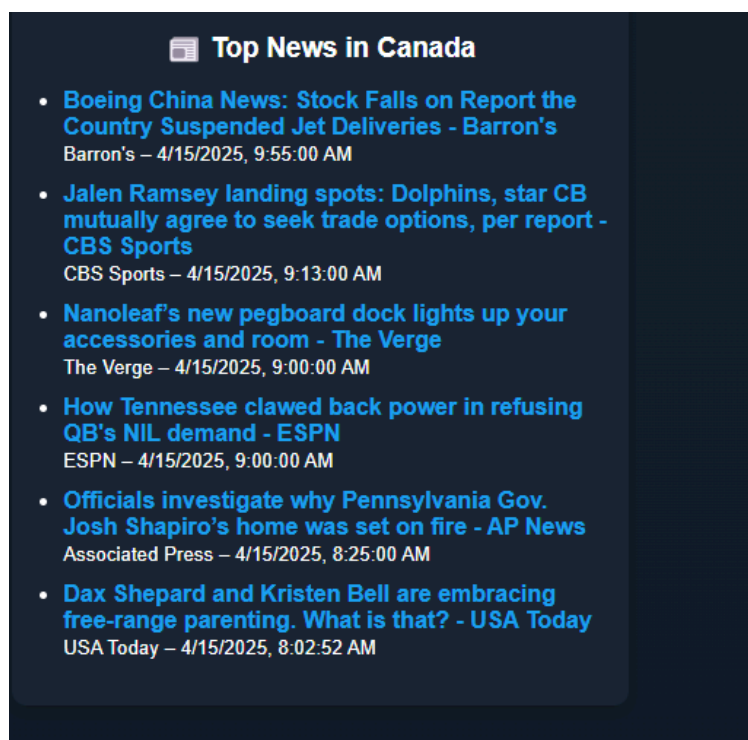 Top News in Canada
Boeing China News: Stock Falls on Report the
Country Suspended Jet Deliveries - Barron's
Barron's – 4/15/2025, 9:55:00 AM
Jalen Ramsey landing spots: Dolphins, star CB
mutually agree to seek trade options, per report -
CBS Sports
CBS Sports – 4/15/2025, 9:13:00 AM
Nanoleaf’s new pegboard dock lights up your
accessories and room - The Verge
The Verge – 4/15/2025, 9:00:00 AM
How Tennessee clawed back power in refusing
QB's NIL demand - ESPN
ESPN – 4/15/2025, 9:00:00 AM
Officials investigate why Pennsylvania Gov.
Josh Shapiro’s home was set on fire - AP News
Associated Press – 4/15/2025, 8:25:00 AM
Dax Shepard and Kristen Bell are embracing
free-range parenting. What is that? - USA Today
USA Today – 4/15/2025, 8:02:52 AM